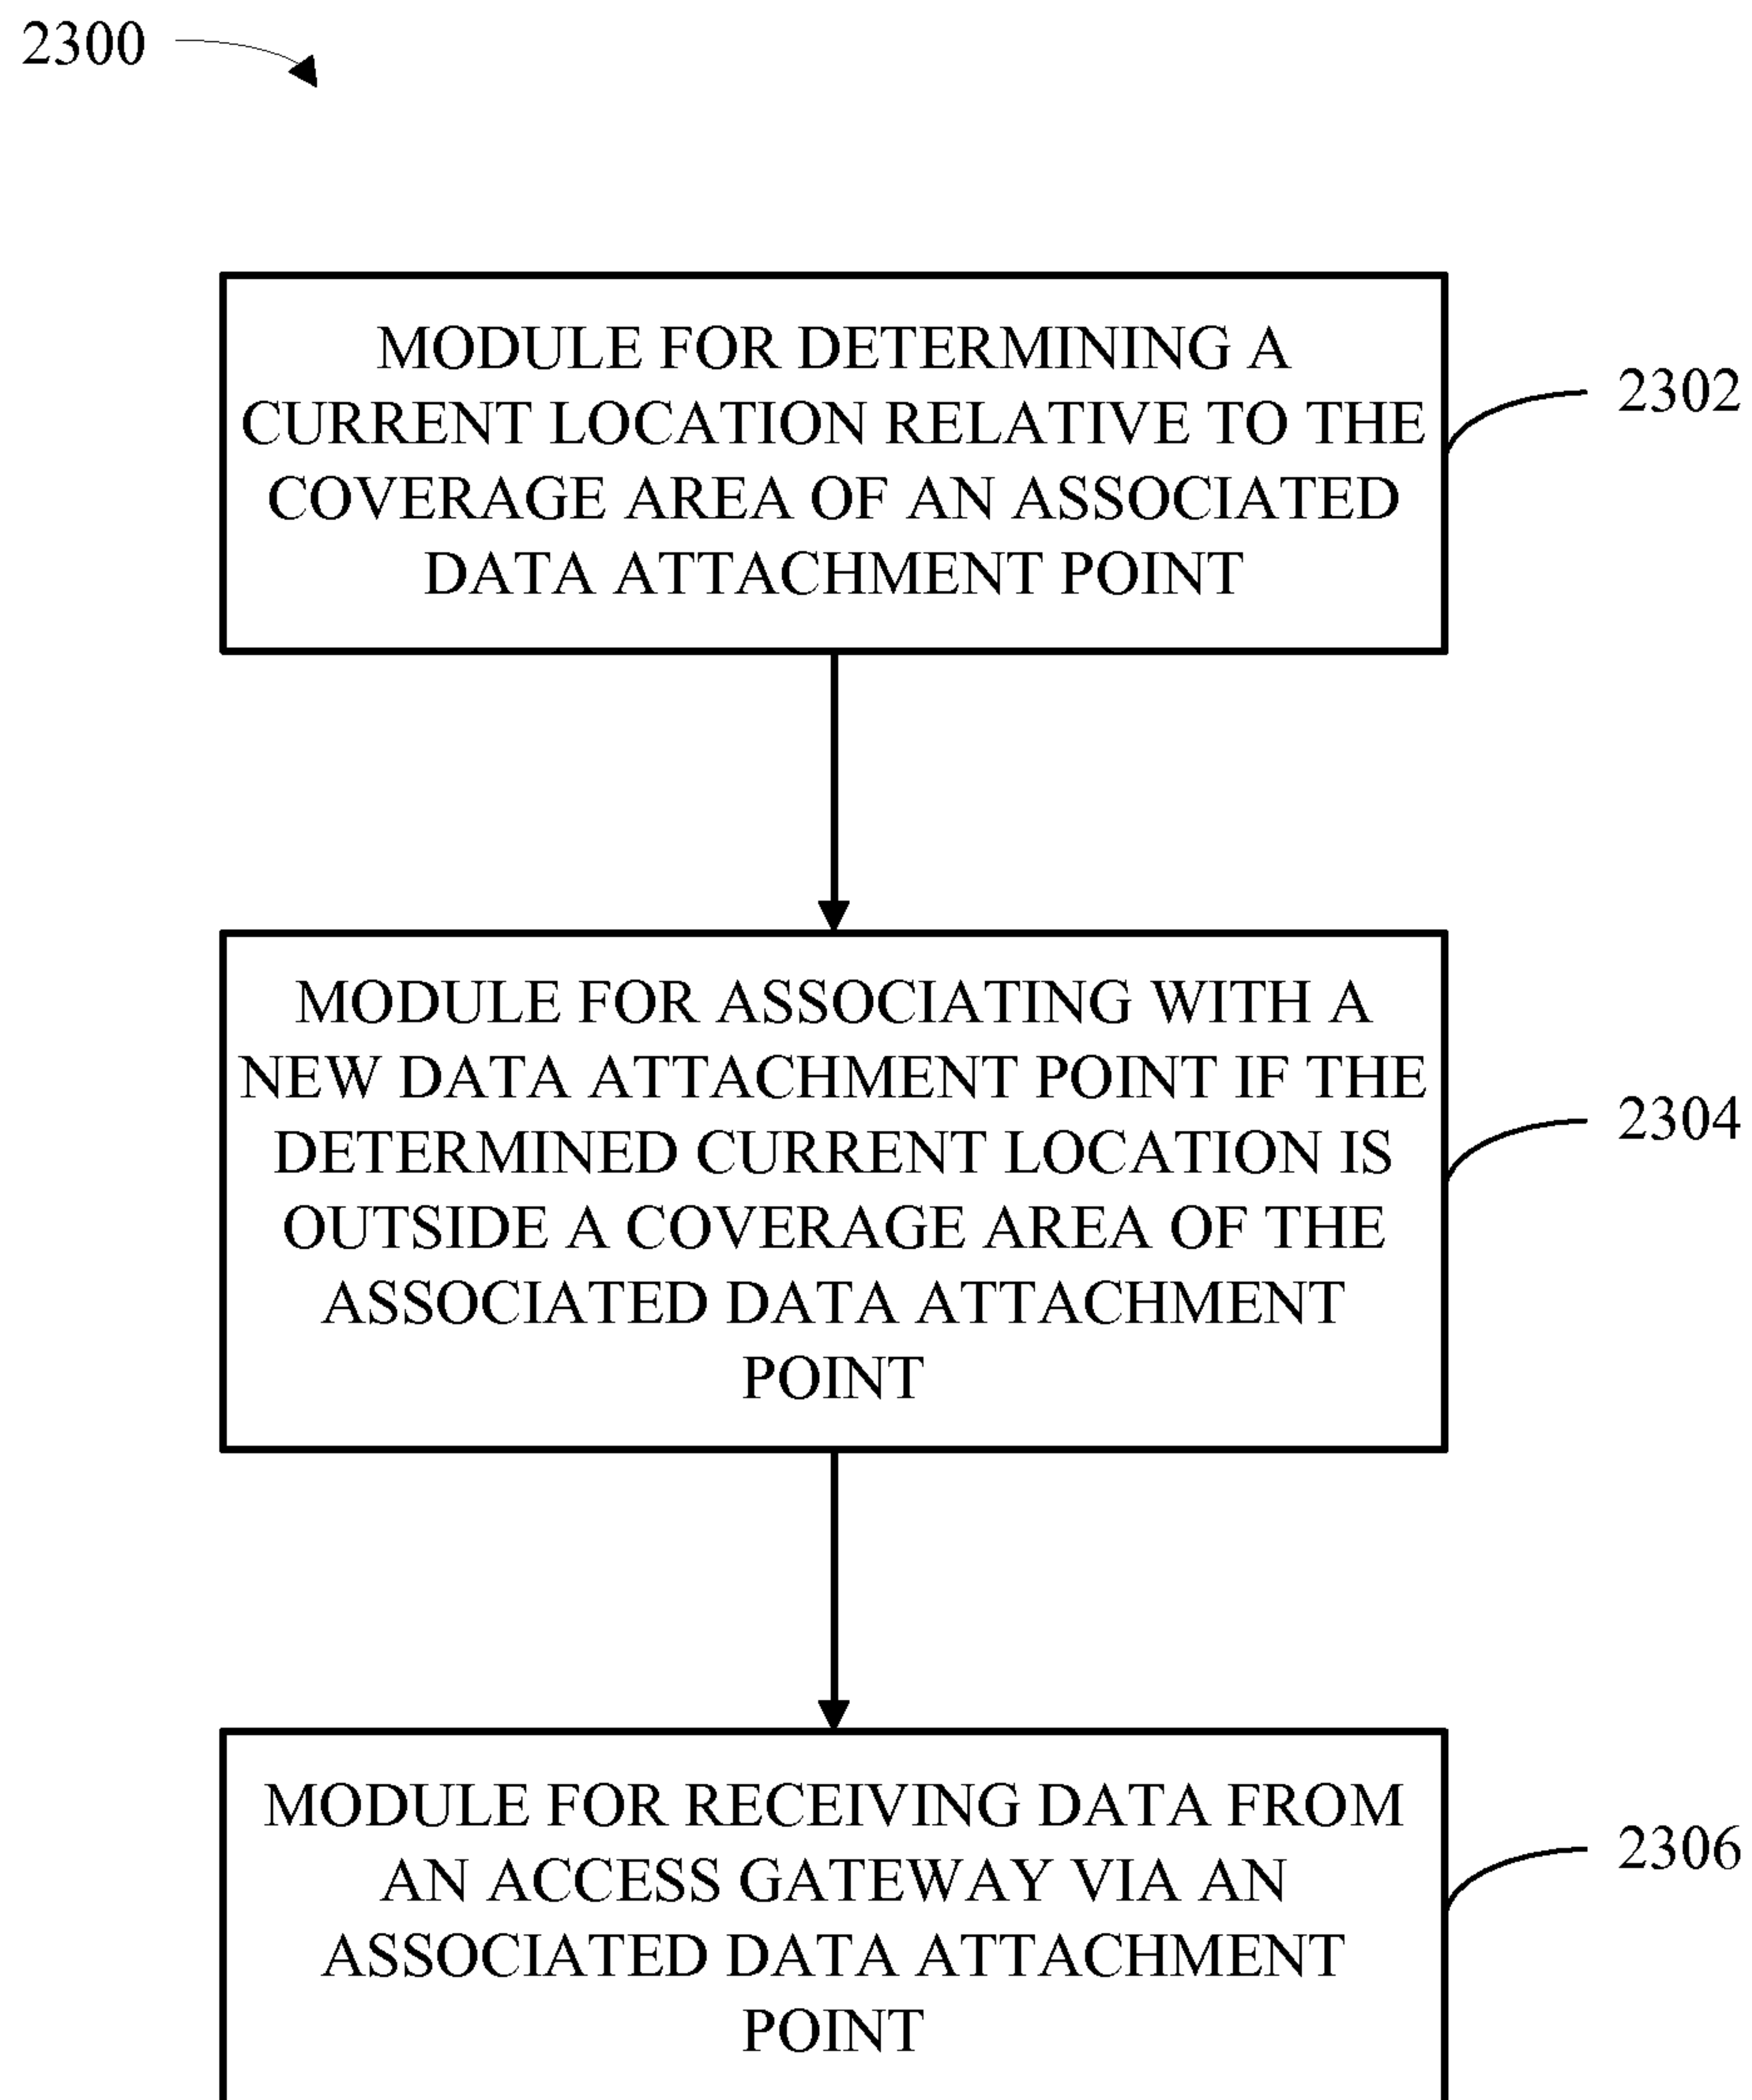 2300
MODULE FOR DETERMINING A
CURRENT LOCATION RELATIVE TO THE
COVERAGE AREA OF AN ASSOCIATED
DATA ATTACHMENT POINT
2302
MODULE FOR ASSOCIATING WITH A
NEW DATA ATTACHMENT POINT IF THE
DETERMINED CURRENT LOCATION IS
OUTSIDE A COVERAGE AREA OF THE
ASSOCIATED DATA ATTACHMENT
POINT
2304
MODULE FOR RECEIVING DATA FROM
AN ACCESS GATEWAY VIA AN
ASSOCIATED DATA ATTACHMENT
POINT
2306